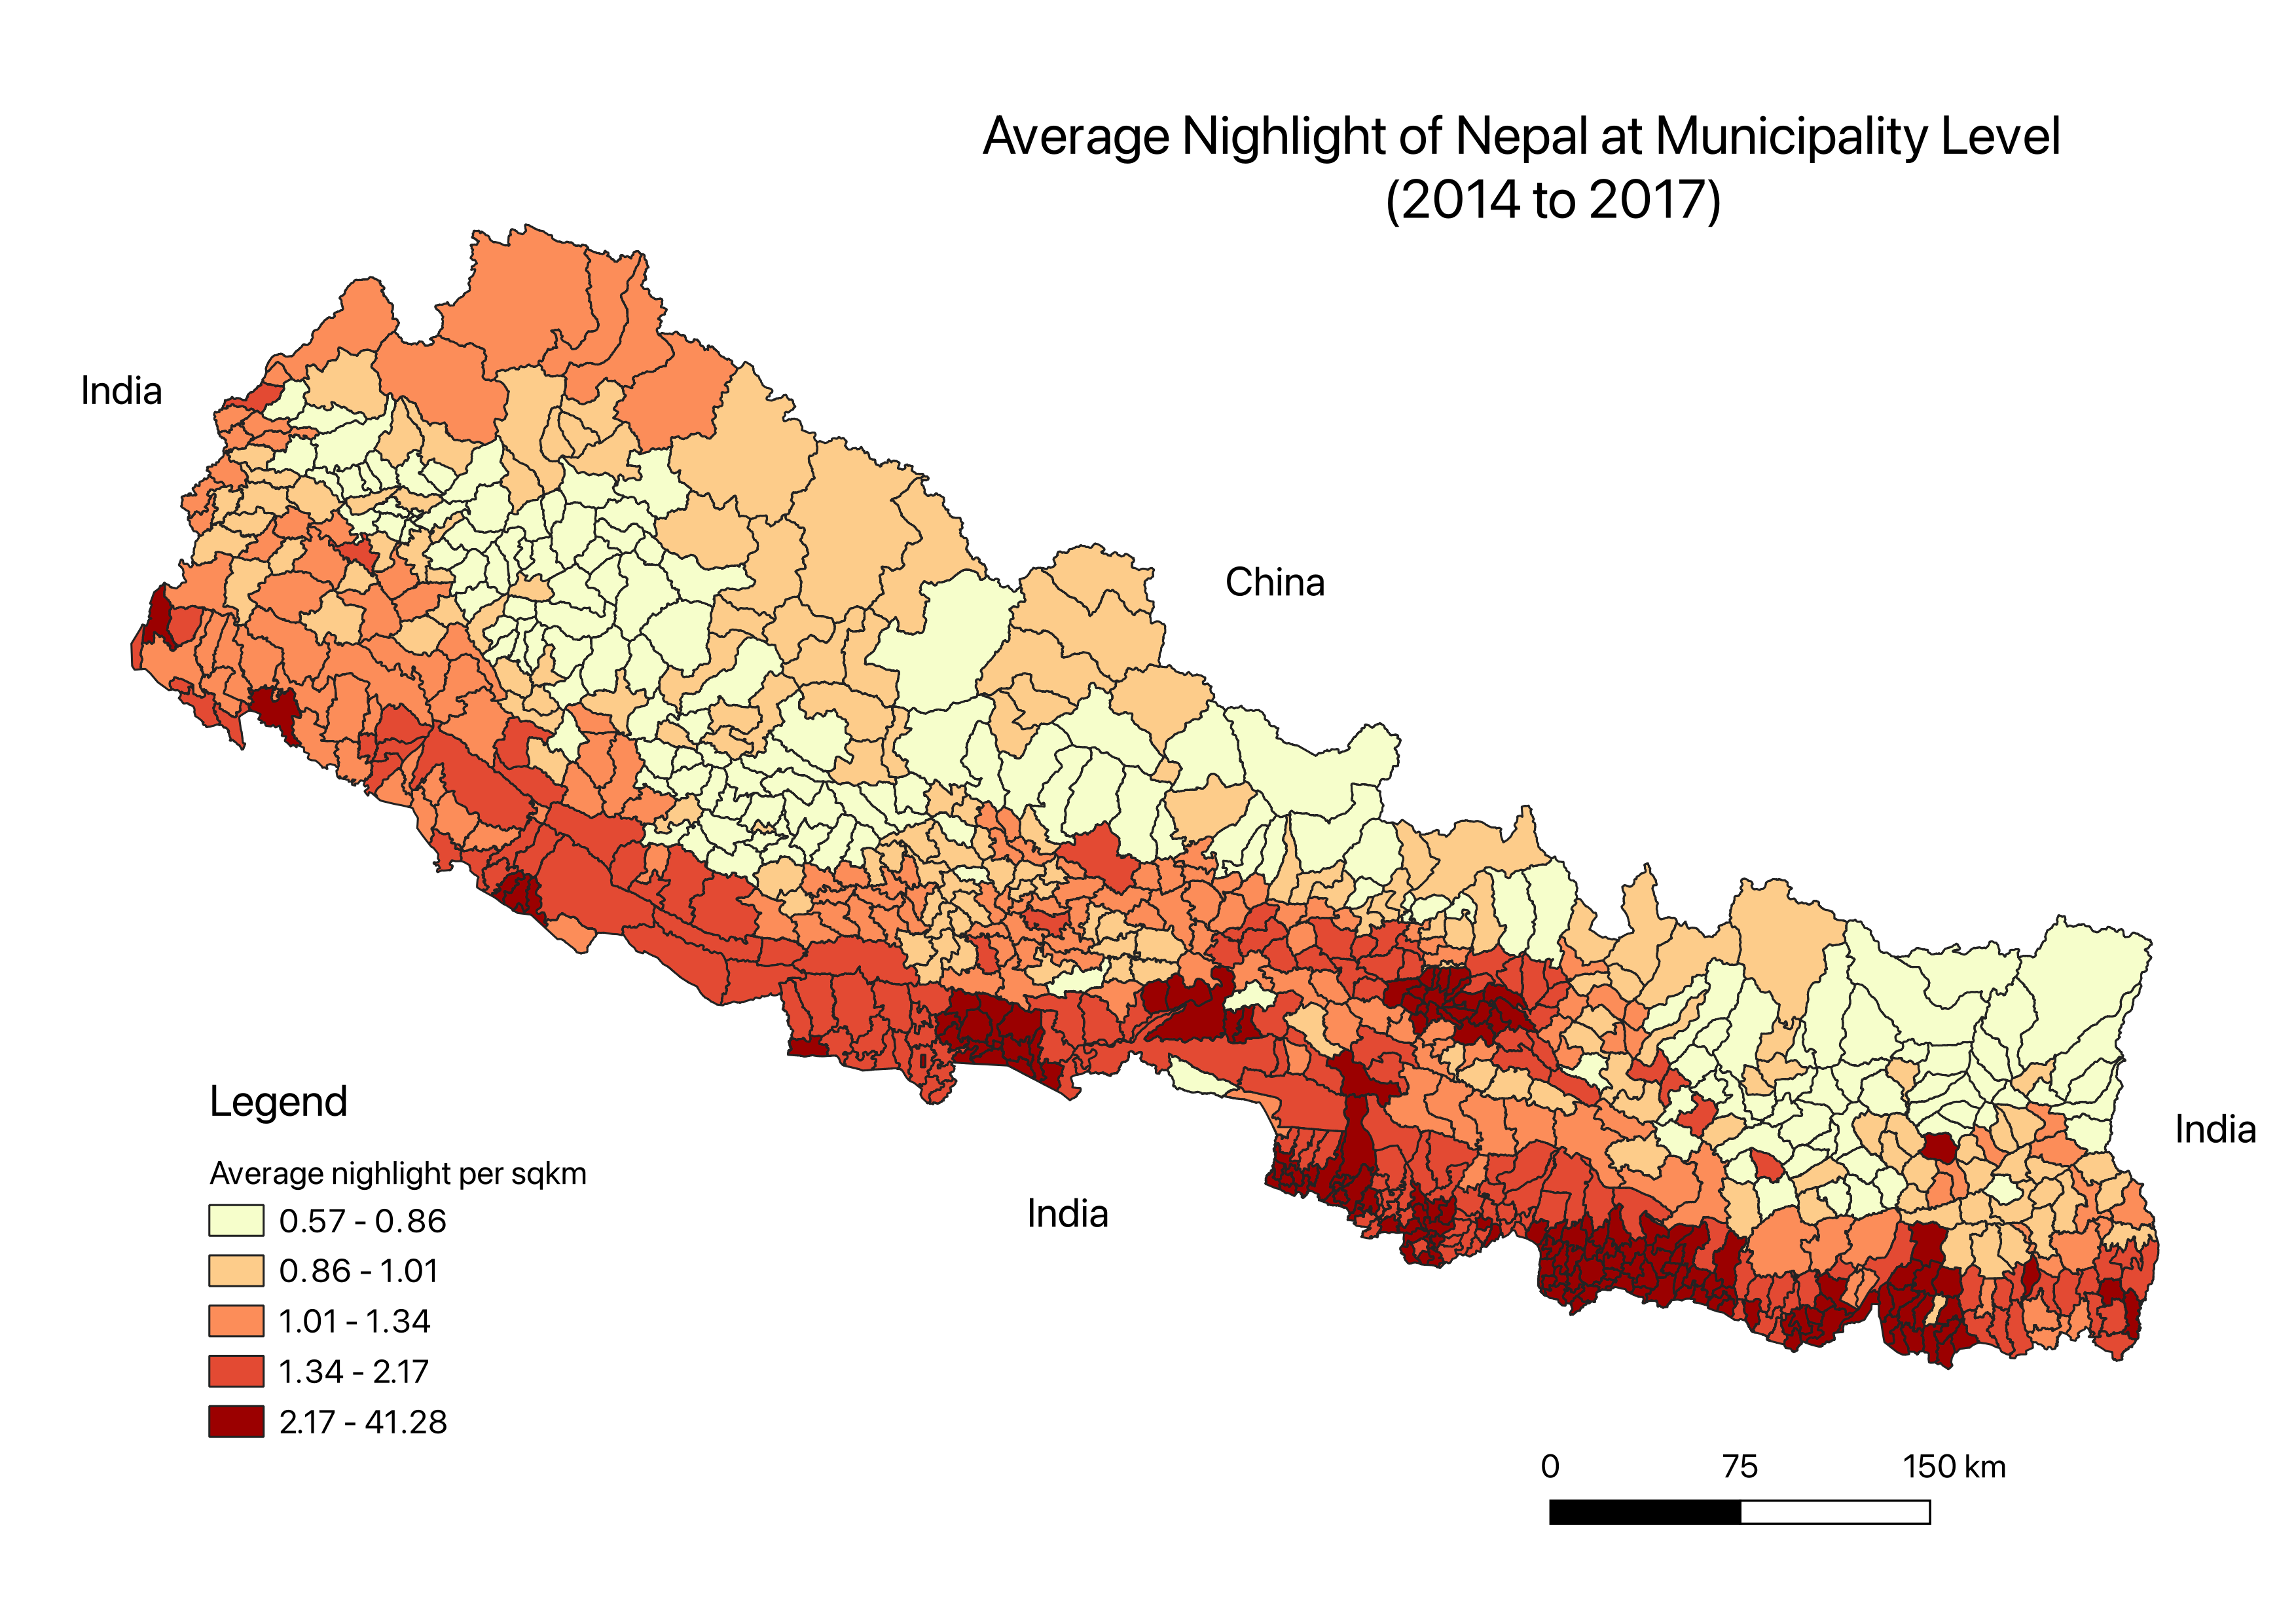 Average Nighlight of Nepal at Municipality Level
(2014 to 2017)
India
China
India
India
Legend
Average nighlight per sqkm
0.57 - 0.86
0.86 - 1.01
1.01 - 1.34
1.34 - 2.17
2.17 - 41.28
0 75 150 km